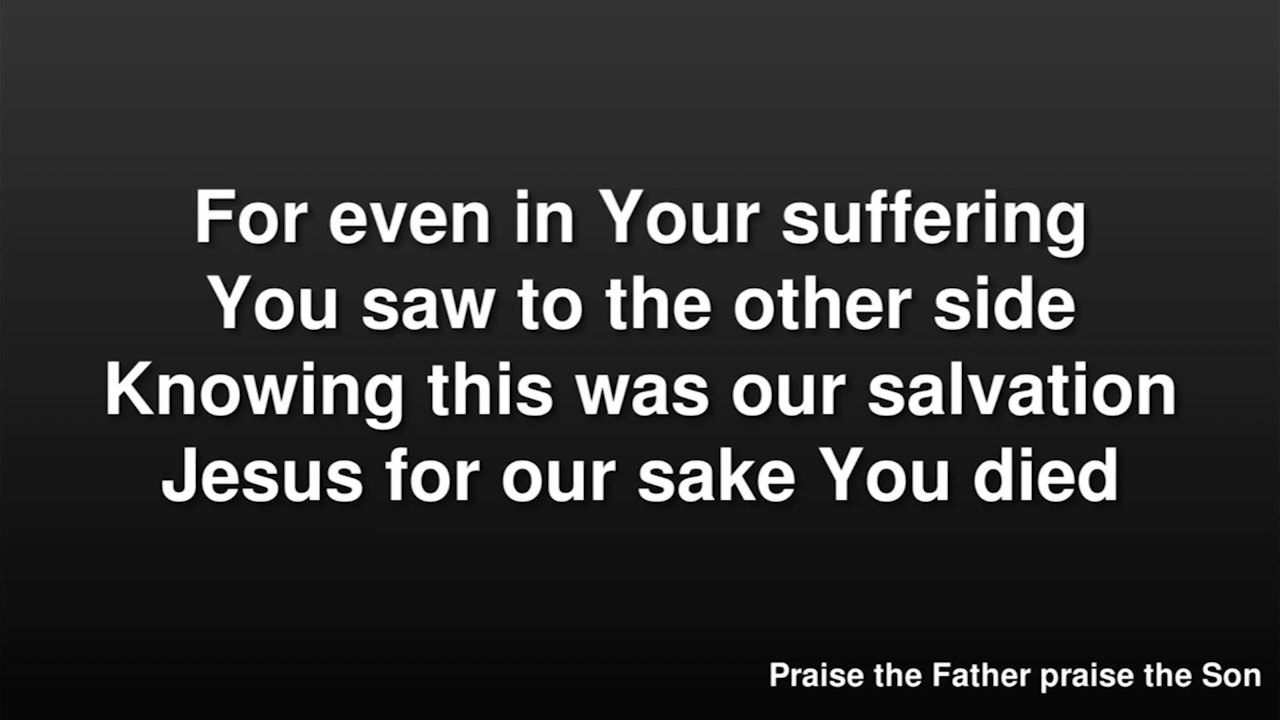 For even in Your suffering
You saw to the other side
Knowing this was our salvation
Jesus for our sake You died
Praise the Father praise the Son